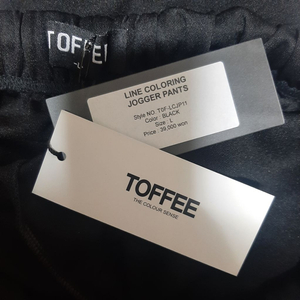 TOFFEE
LINE COLORING
JOGGER PANTS
Style NO. TOF-LCJP11
Color : BLACK
Size : L
Price : 39,000 won
TOFFEE
THE COLOUR SENSE